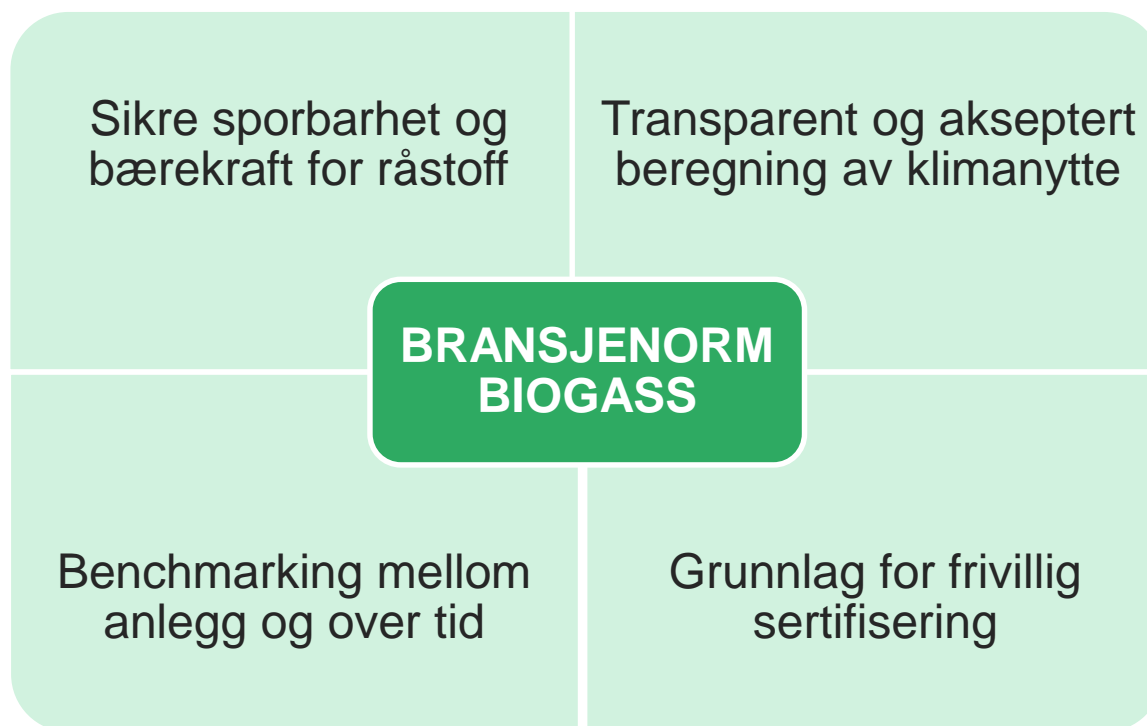 Sikre sporbarhet og
bærekraft for råstoff
Transparent og akseptert
beregning av klimanytte
BRANSJENORM
BIOGASS
Benchmarking mellom
anlegg og over tid
Grunnlag for frivillig
sertifisering